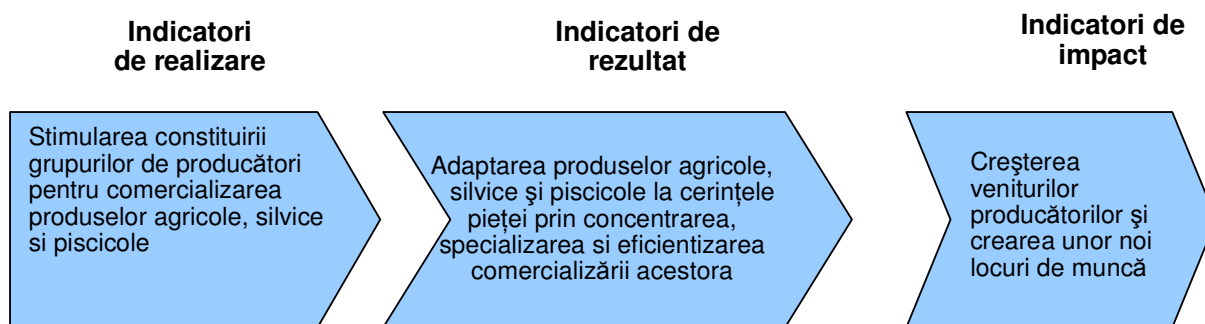 Indicatori
de realizare
Indicatori de
rezultat
Indicatori de
impact
Stimularea constituirii
grupurilor de producători
pentru comercializarea
produselor agricole, silvice
si piscicole
Adaptarea produselor agricole,
silvice şi piscicole la cerinţele
pieţei prin concentrarea,
specializarea si eficientizarea
comercializării acestora
Creşterea
veniturilor
producătorilor şi
crearea unor noi
locuri de muncă